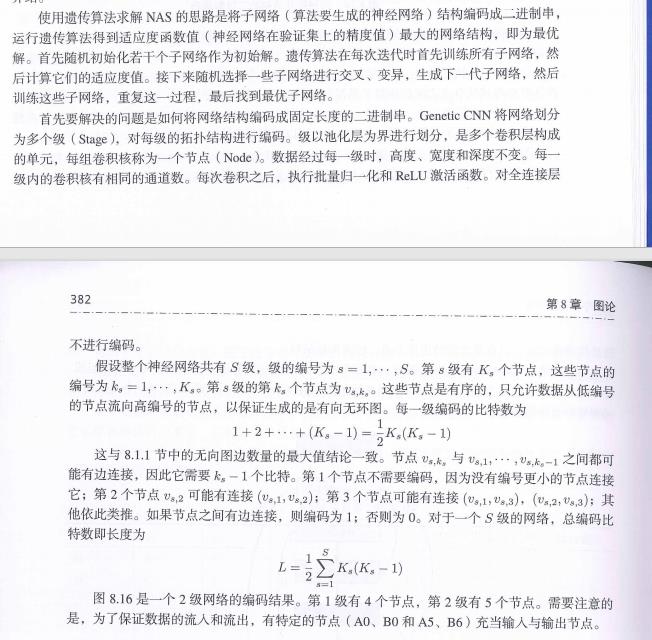 使用遗传算法求解 NAS 的思路是将子网络（算法要生成的神经网络）结构编码成二进制串，
运行遗传算法得到适应度函数值（神经网络在验证集上的精度值）最大的网络结构，即为最优
解。首先随机初始化若干个子网络作为初始解。遗传算法在每次迭代时首先训练所有子网络，然
后计算它们的适应度值。接下来随机选择一些子网络进行交叉、变异，生成下一代子网络，然后
训练这些子网络，重复这一过程，最后找到最优子网络。
首先要解决的问题是如何将网络结构编码成固定长度的二进制串。Genetic CNN 将网络划分
为多个级（Stage），对每级的拓扑结构进行编码。级以池化层为界进行划分，是多个卷积层构成
的单元，每组卷积核称为一个节点（Node）。数据经过每一级时，高度、宽度和深度不变。每一
级内的卷积核有相同的通道数。每次卷积之后，执行批量归一化和 ReLU 激活函数。对全连接层
382
第 8 章 图论
不进行编码。
假设整个神经网络共有 S 级，级的编号为 s = 1, ⋯ , S。第 s 级有 K_s 个节点，这些节点的
编号为 k_s = 1, ⋯ , K_s。第 s 级的第 k_s 个节点为 v_{s,k_s}。这些节点是有序的，只允许数据从低编号
的节点流向高编号的节点，以保证生成的是有向无环图。每一级编码的比特数为
1 + 2 + ⋯ + (K_s − 1) = \frac{1}{2} K_s(K_s − 1)
这与 8.1.1 节中的无向图边数量的最大值结论一致。节点 v_{s,k_s} 与 v_{s,1}, ⋯ , v_{s,k_s−1} 之间都可
能有边连接，因此它需要 k_s − 1 个比特。第 1 个节点不需要编码，因为没有编号更小的节点连接
它；第 2 个节点 v_{s,2} 可能有连接 (v_{s,1}, v_{s,2})；第 3 个节点可能有连接 (v_{s,1}, v_{s,3})，(v_{s,2}, v_{s,3})；其
他依此类推。如果节点之间有边连接，则编码为 1；否则为 0。对于一个 S 级的网络，总编码比
特数即长度为
L = \frac{1}{2} \sum_{s=1}^{S} K_s(K_s − 1)
图 8.16 是一个 2 级网络的编码结果。第 1 级有 4 个节点，第 2 级有 5 个节点。需要注意的
是，为了保证数据的流入和流出，有特定的节点（A0、B0 和 A5、B6）充当输入与输出节点。